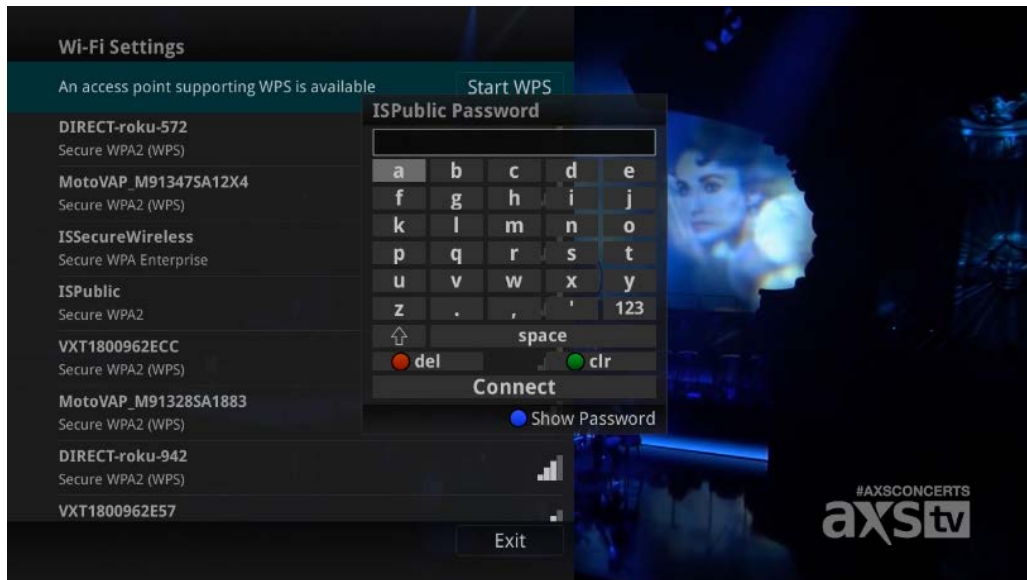 Wi-Fi Settings
An access point supporting WPS is available
Start WPS
DIRECT-roku-572
Secure WPA2 (WPS)
MotoVAP_M91347SA12X4
Secure WPA2 (WPS)
ISSecureWireless
Secure WPA Enterprise
ISPublic
Secure WPA2
VXT1800962ECC
Secure WPA2 (WPS)
MotoVAP_M91328SA1883
Secure WPA2 (WPS)
DIRECT-roku-942
Secure WPA2 (WPS)
VXT1800962E57
Exit
ISPublic Password
a b c d e
f g h i j
k l m n o
p q r s t
u v w x y
z . , ' 123
space
del clr
Connect
Show Password
#AXSCONCERTS
axs tv